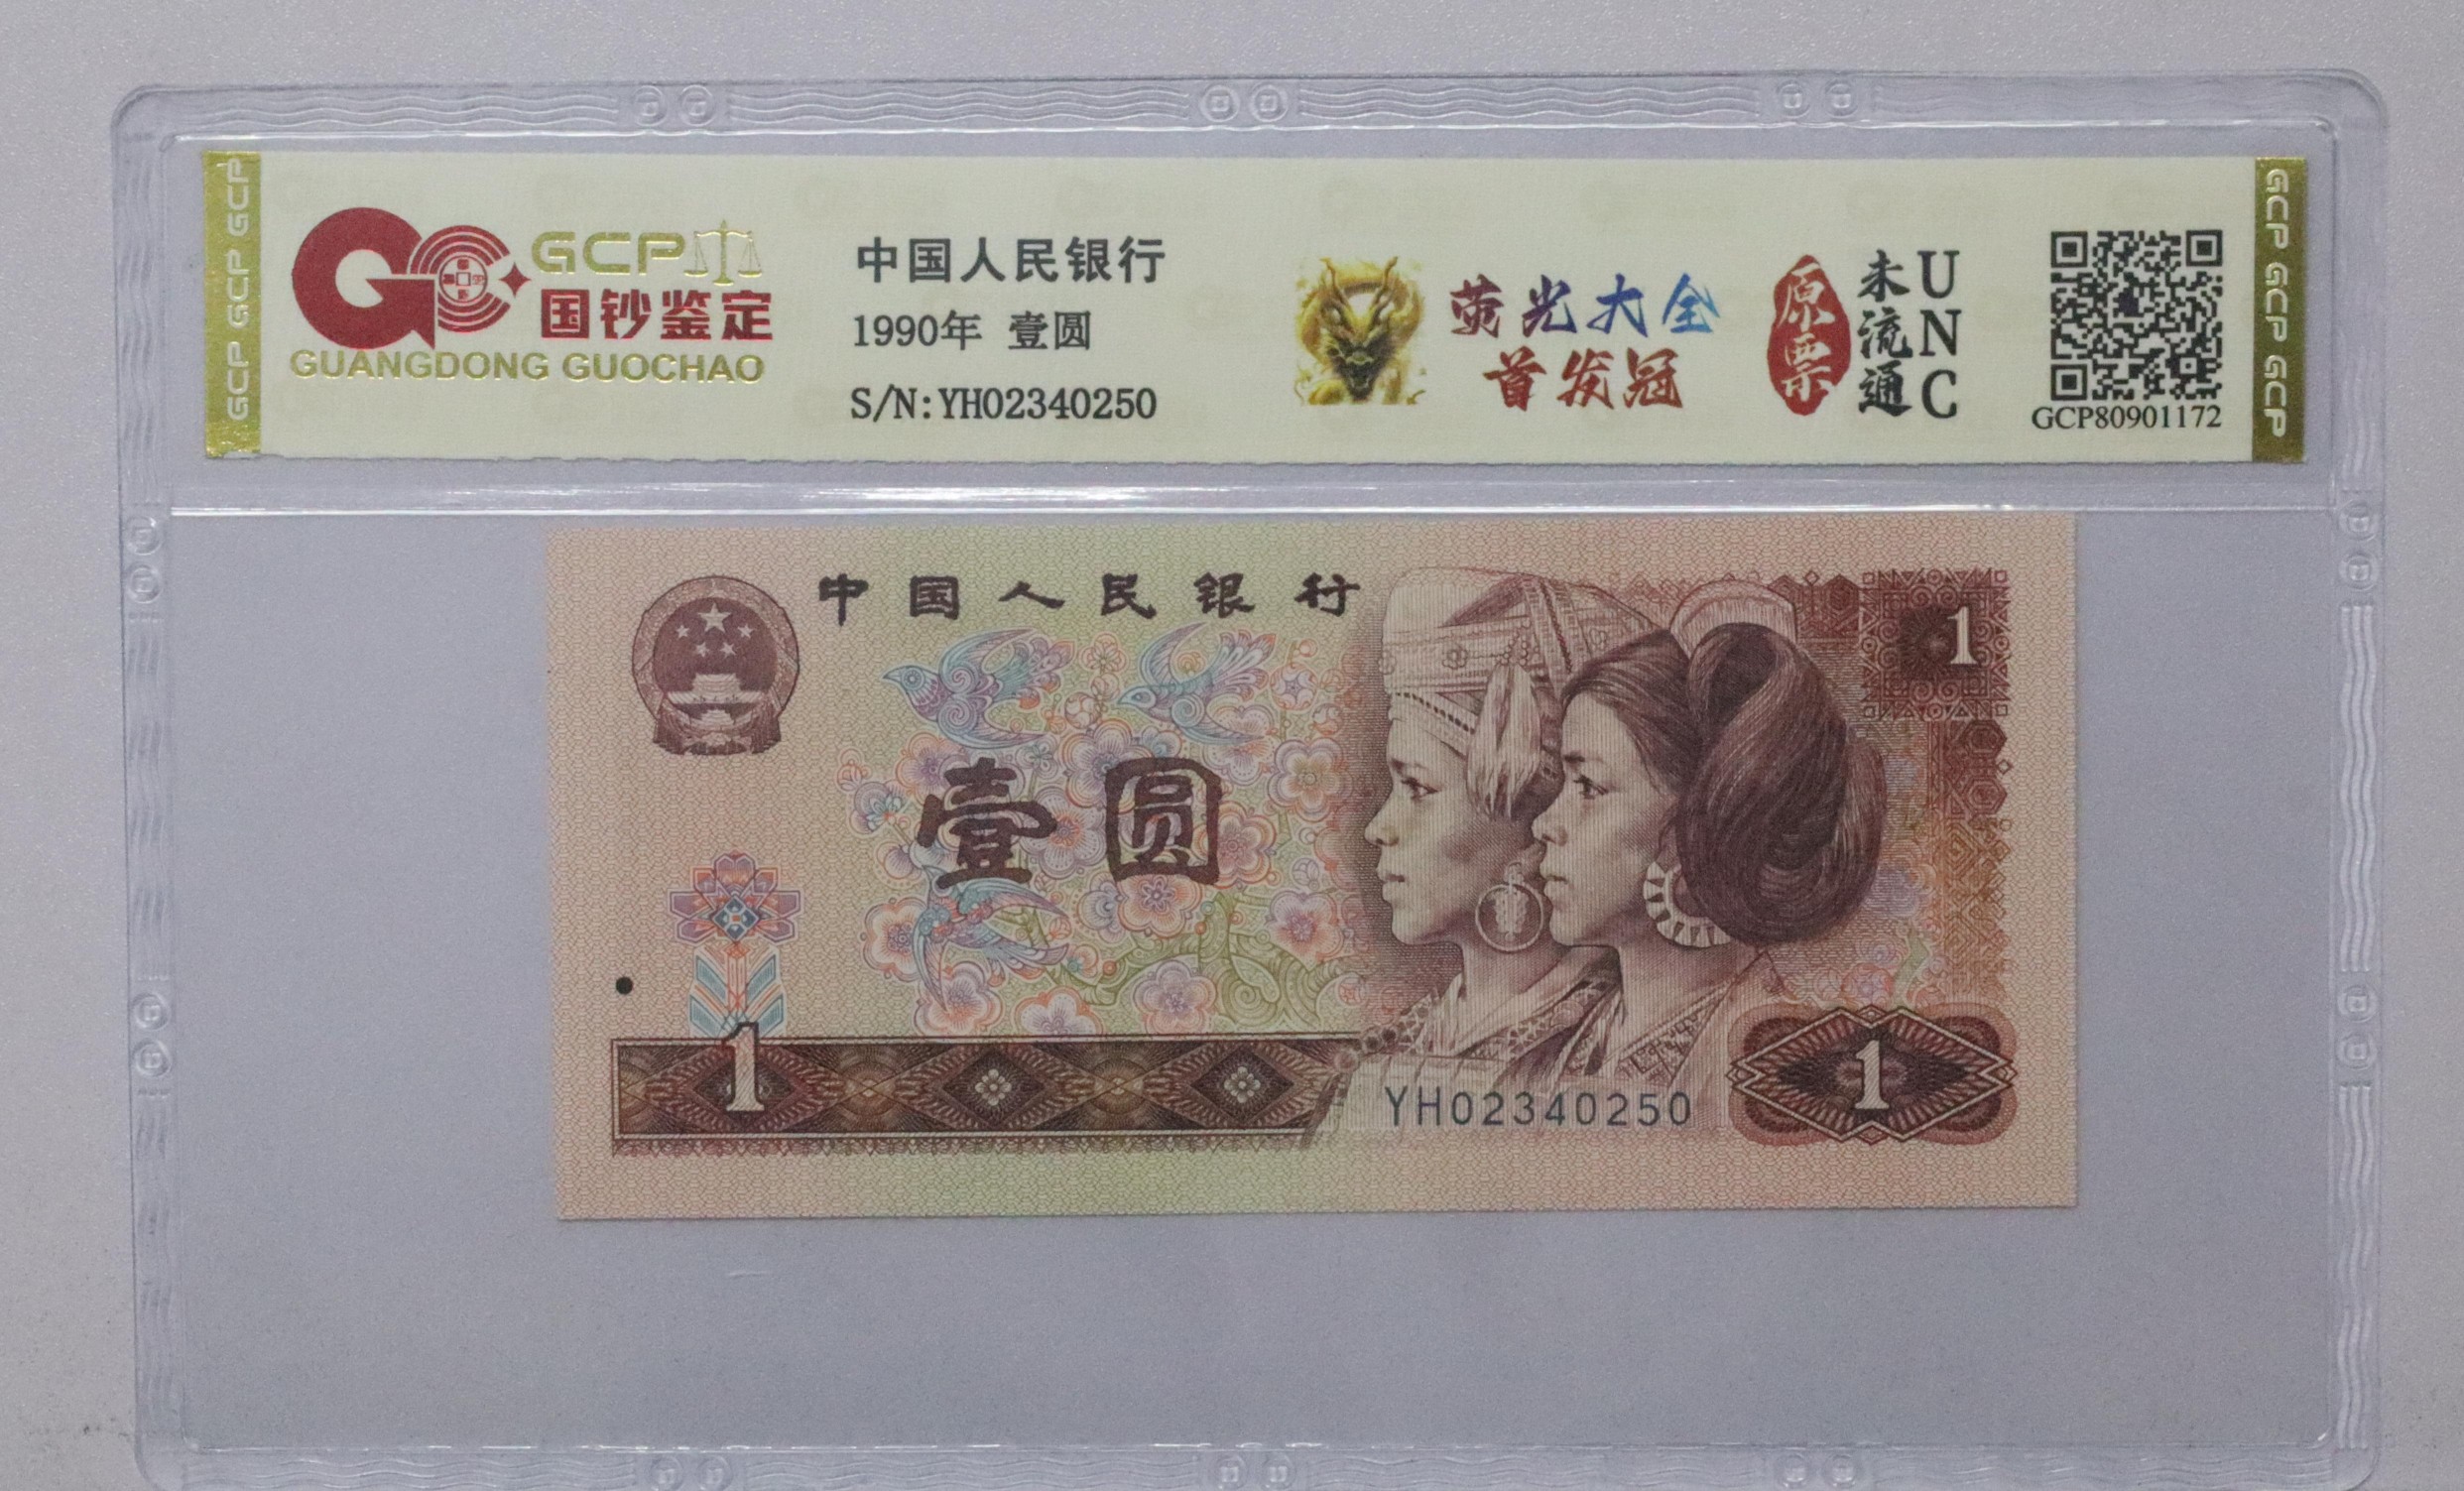 GCP GCP GCP
GCP
国钞鉴定
GUANGDONG GUOCHAO
中国人民银行
1990年 壹圆
S/N:YH02340250
荧光大全
首发冠
原票
未流通
UNC
GCP80901172
GCP GCP GCP
中国人民银行
1
壹圆
1
YH02340250
1